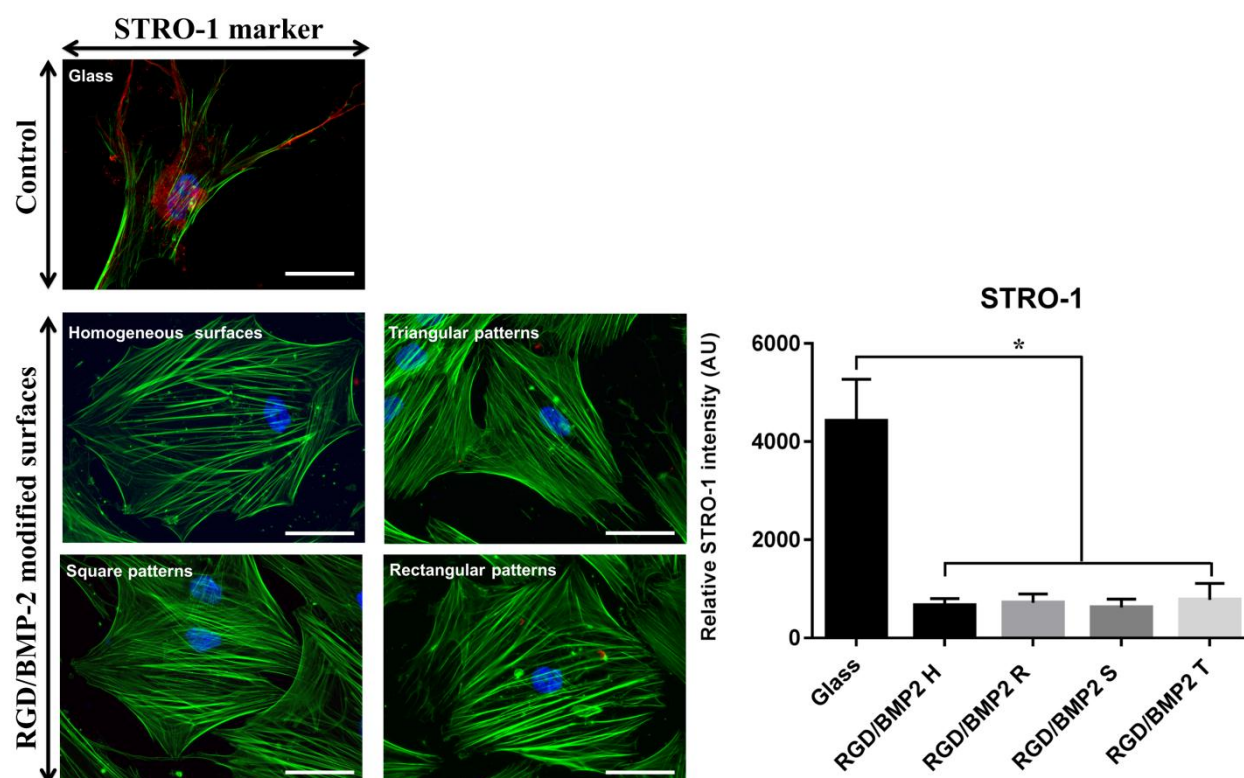 STRO-1 marker
Control
Glass
RGD/BMP-2 modified surfaces
Homogeneous surfaces
Triangular patterns
Square patterns
Rectangular patterns
STRO-1
Relative STRO-1 intensity (AU)
6000
4000
2000
0
*
Glass
RGD/BMP2 H
RGD/BMP2 R
RGD/BMP2 S
RGD/BMP2 T